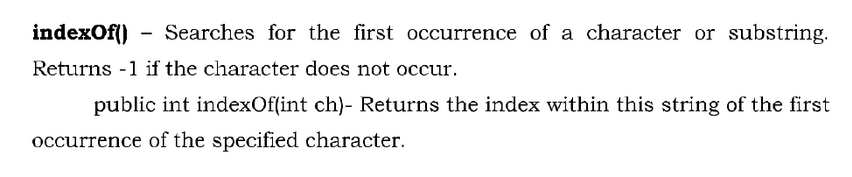 indexOf() – Searches for the first occurrence of a character or substring.
Returns -1 if the character does not occur.
public int indexOf(int ch)- Returns the index within this string of the first
occurrence of the specified character.